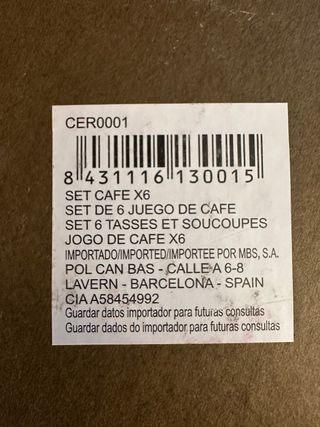 CER0001
8 431116 130015
SET CAFE X6
SET DE 6 JUEGO DE CAFE
SET 6 TASSES ET SOUCOUPES
JOGO DE CAFE X6
IMPORTADO/IMPORTED/IMPORTEE POR MBS, S.A.
POL CAN BAS - CALLE A 6-8
LAVERN - BARCELONA - SPAIN
CIA A58454992
Guardar datos importador para futuras consultas
Guardar dados do importador para futuras consultas